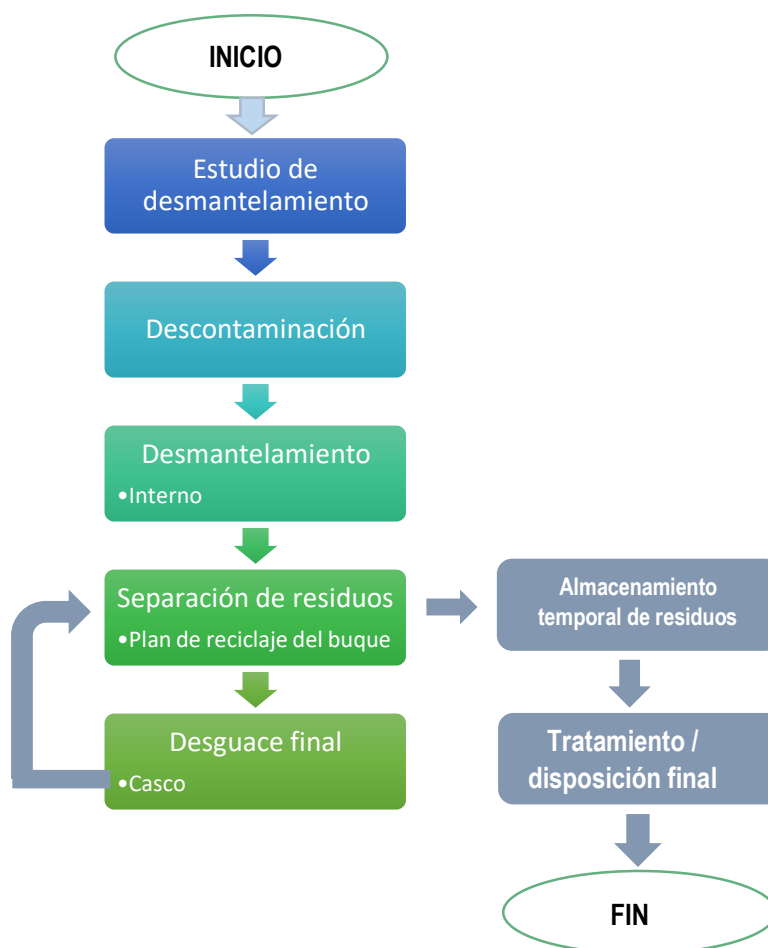 INICIO
Estudio de
desmantelamiento
Descontaminación
Desmantelamiento
•Interno
Separación de residuos
•Plan de reciclaje del buque
Almacenamiento
temporal de residuos
Desguace final
•Casco
Tratamiento /
disposición final
FIN